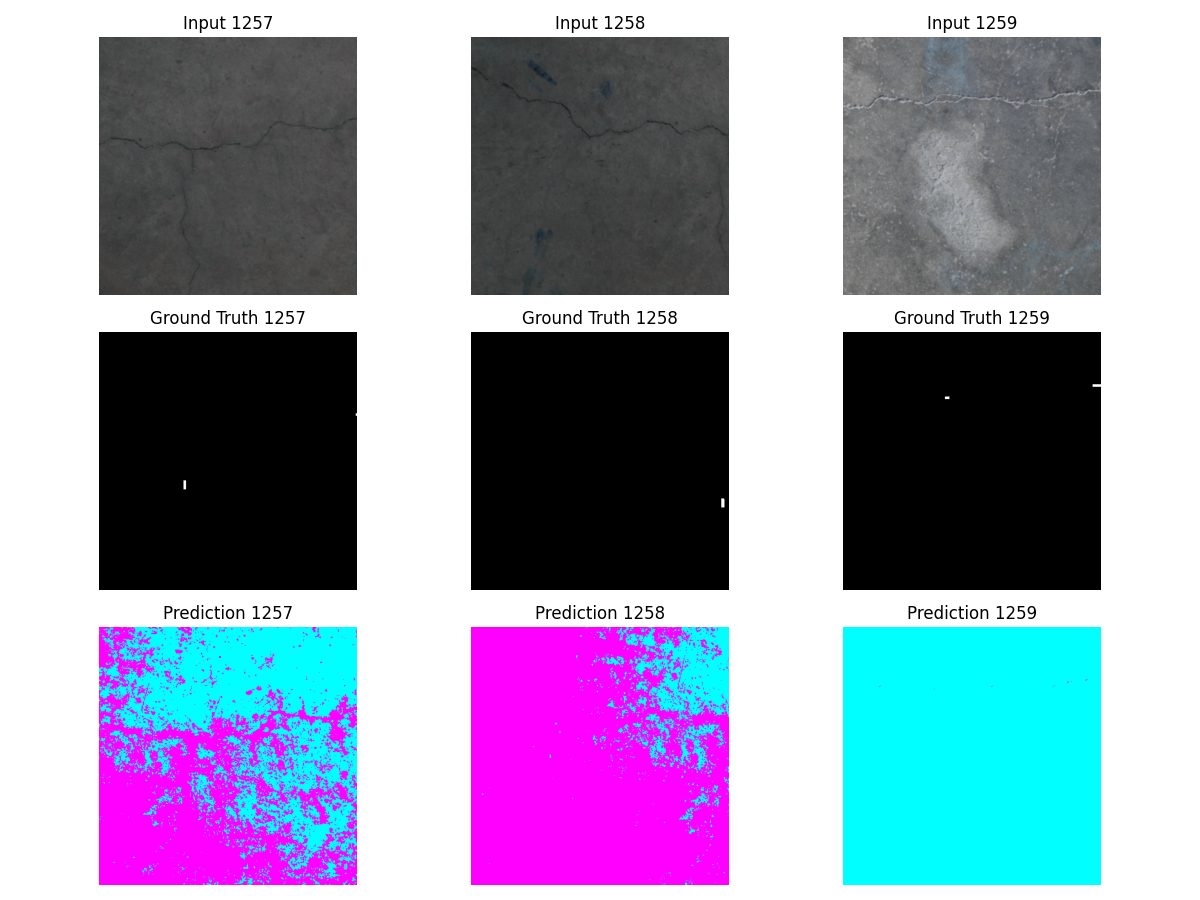 Input 1257
Input 1258
Input 1259
Ground Truth 1257
Ground Truth 1258
Ground Truth 1259
Prediction 1257
Prediction 1258
Prediction 1259